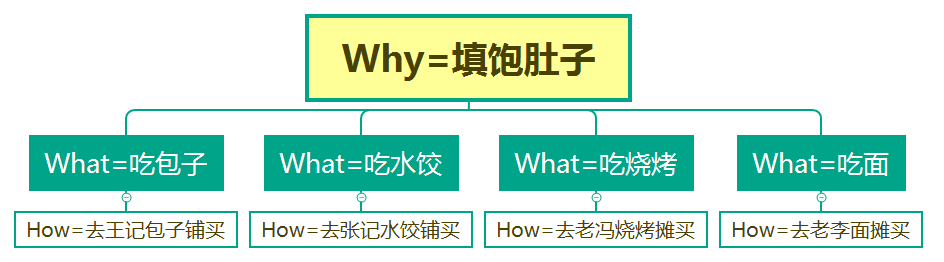 Why=填饱肚子
What=吃包子
What=吃水饺
What=吃烧烤
What=吃面
How=去王记包子铺买
How=去张记水饺铺买
How=去老冯烧烤摊买
How=去老李面摊买